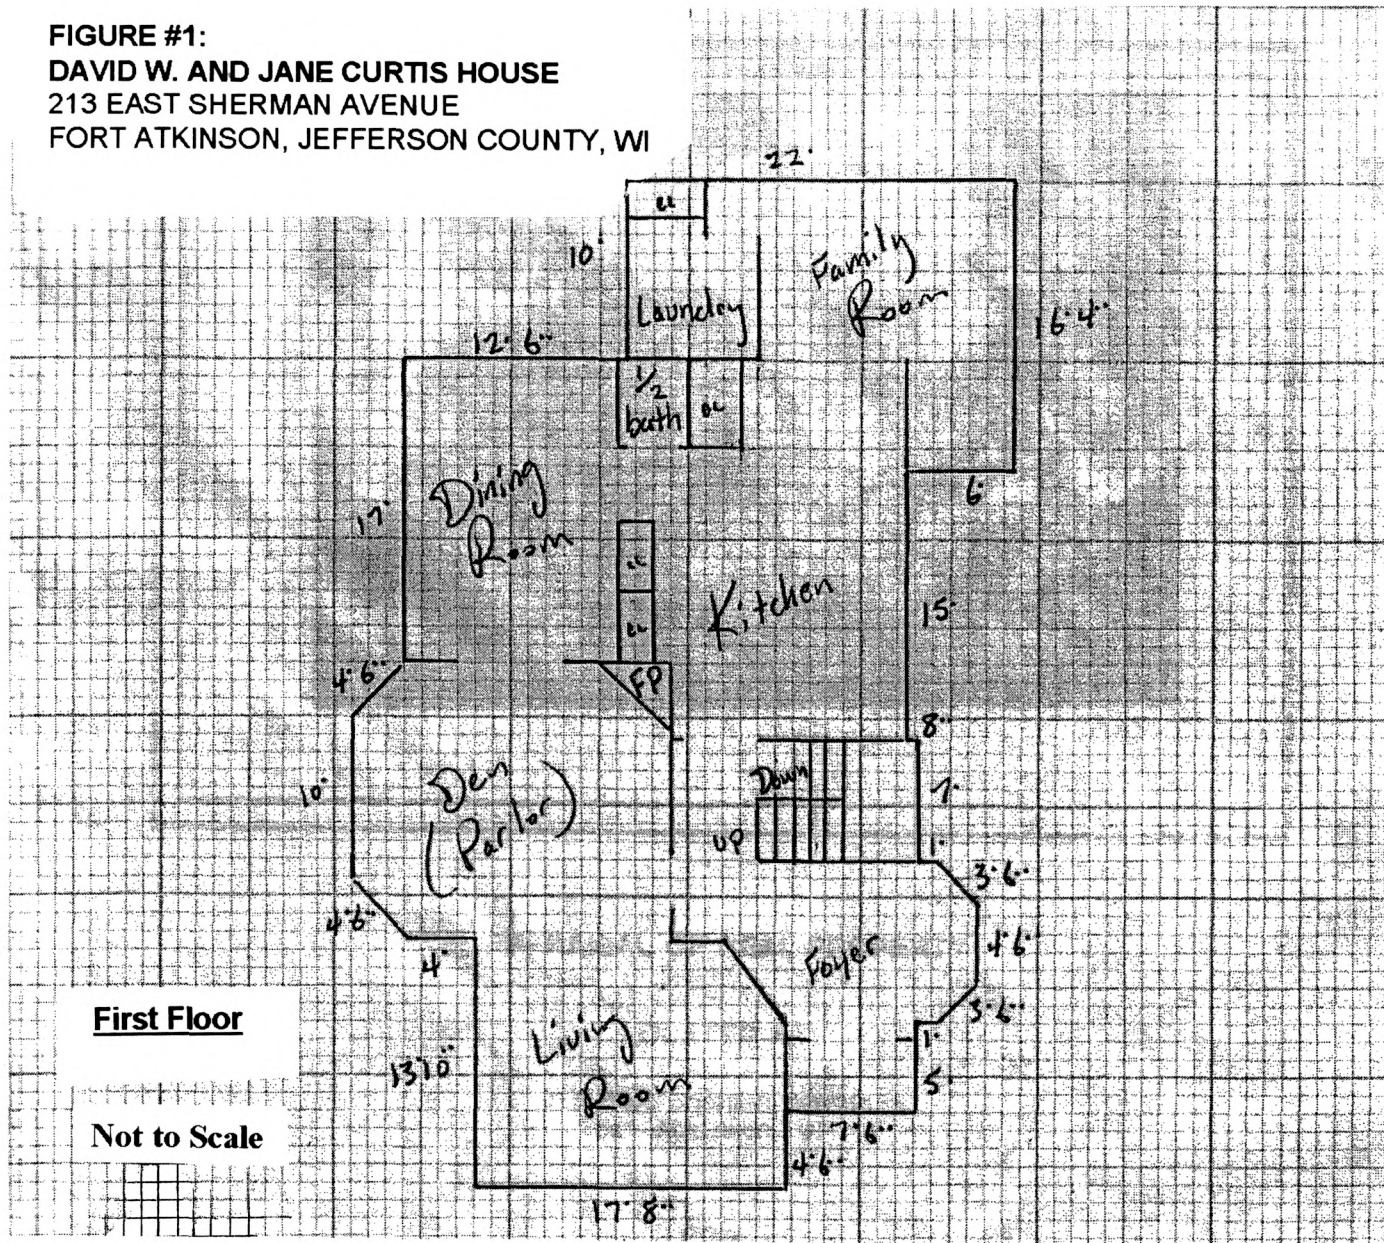 FIGURE #1:
DAVID W. AND JANE CURTIS HOUSE
213 EAST SHERMAN AVENUE
FORT ATKINSON, JEFFERSON COUNTY, WI
22'
CL
10'
Family
Room
Laundry
16'4"
12'6"
1/2
bath
CL
Dining
Room
17'
6'
CL
CL
Kitchen
15'
4'6"
FP
8"
Den
(Parlor)
10'
Down
7'
UP
1'
3'6"
4'6"
4'
Foyer
4'6"
3'6"
First Floor
Living
Room
13'10"
1'
5'
Not to Scale
7'6"
4'6"
17'8"